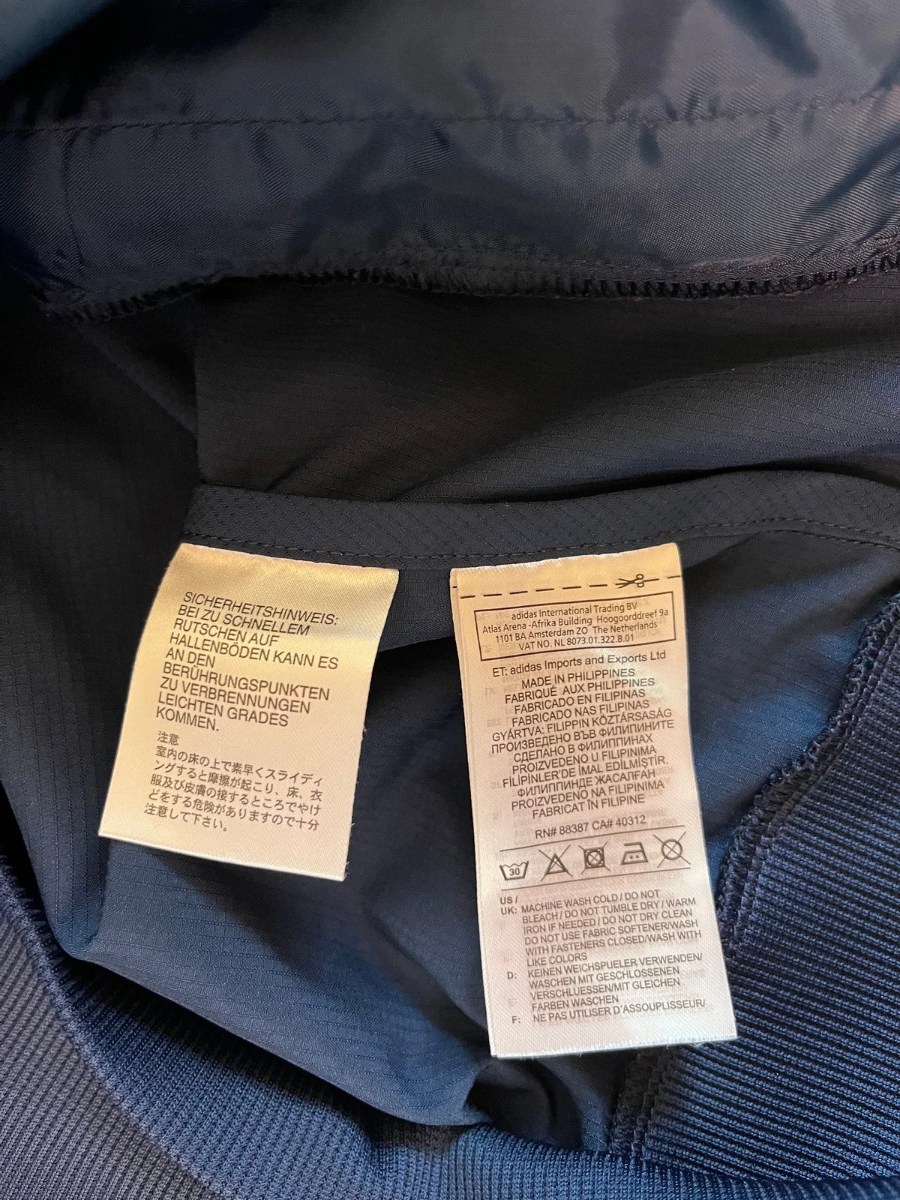 SICHERHEITSHINWEIS:
BEI ZU SCHNELLEM
RUTSCHEN AUF
HALLENBÖDEN KANN ES
AN DEN
BERÜHRUNGSPUNKTEN
ZU VERBRENNUNGEN
LEICHTEN GRADES
KOMMEN.
注意
室内の床の上で素早くスライディ
ングすると摩擦が起こり、床、衣
服及び皮膚の接するところでやけ
どをする危険がありますので十分
注意して下さい。
adidas International Trading BV
Atlas Arena -Afrika Building Hoogoorddreef 9a
1101 BA Amsterdam ZO The Netherlands
VAT NO. NL 8073.01.322.B.01
ET: adidas Imports and Exports Ltd
MADE IN PHILIPPINES
FABRIQUÉ AUX PHILIPPINES
FABRICADO EN FILIPINAS
FABRICADO NAS FILIPINAS
GYÁRTVA: FILIPPIN KÖZTÁRSASÁG
ПРОИЗВЕДЕНО ВЪВ ФИЛИПИНИТЕ
СДЕЛАНО В ФИЛИППИНАХ
PROIZVEDENO U FILIPINIMA
FİLİPİNLER'DE İMAL EDİLMİŞTİR.
ФИЛИППИНДЕ ЖАСАЛҒАН
PROIZVEDENO NA FILIPINIMA
FABRICAT ÎN FILIPINE
RN# 88387 CA# 40312
30
US /
UK: MACHINE WASH COLD / DO NOT
BLEACH / DO NOT TUMBLE DRY / WARM
IRON IF NEEDED / DO NOT DRY CLEAN
DO NOT USE FABRIC SOFTENER/WASH
WITH FASTENERS CLOSED/WASH WITH
LIKE COLORS
D: KEINEN WEICHSPUELER VERWENDEN/
WASCHEN MIT GESCHLOSSENEN
VERSCHLUESSEN/MIT GLEICHEN
FARBEN WASCHEN
F: NE PAS UTILISER D'ASSOUPLISSEUR/